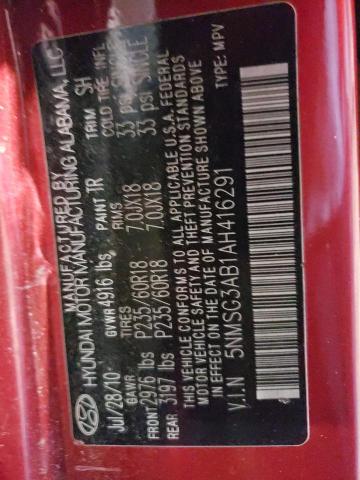 MANUFACTURED BY
HYUNDAI MOTOR MANUFACTURING ALABAMA, LLC
Jul/28/10 GVWR 4916 lbs, PAINT 1R TRIM SH
GAWR TIRES RIMS COLD TIRE INFL
FRONT 2976 lbs P235/60R18 7.0JX18 33 psi SINGLE
REAR 3197 lbs P235/60R18 7.0JX18 33 psi SINGLE
THIS VEHICLE CONFORMS TO ALL APPLICABLE U.S.A. FEDERAL
MOTOR VEHICLE SAFETY AND THEFT PREVENTION STANDARDS
IN EFFECT ON THE DATE OF MANUFACTURE SHOWN ABOVE
V.I.N 5NMSG3AB1AH416291 TYPE: MPV